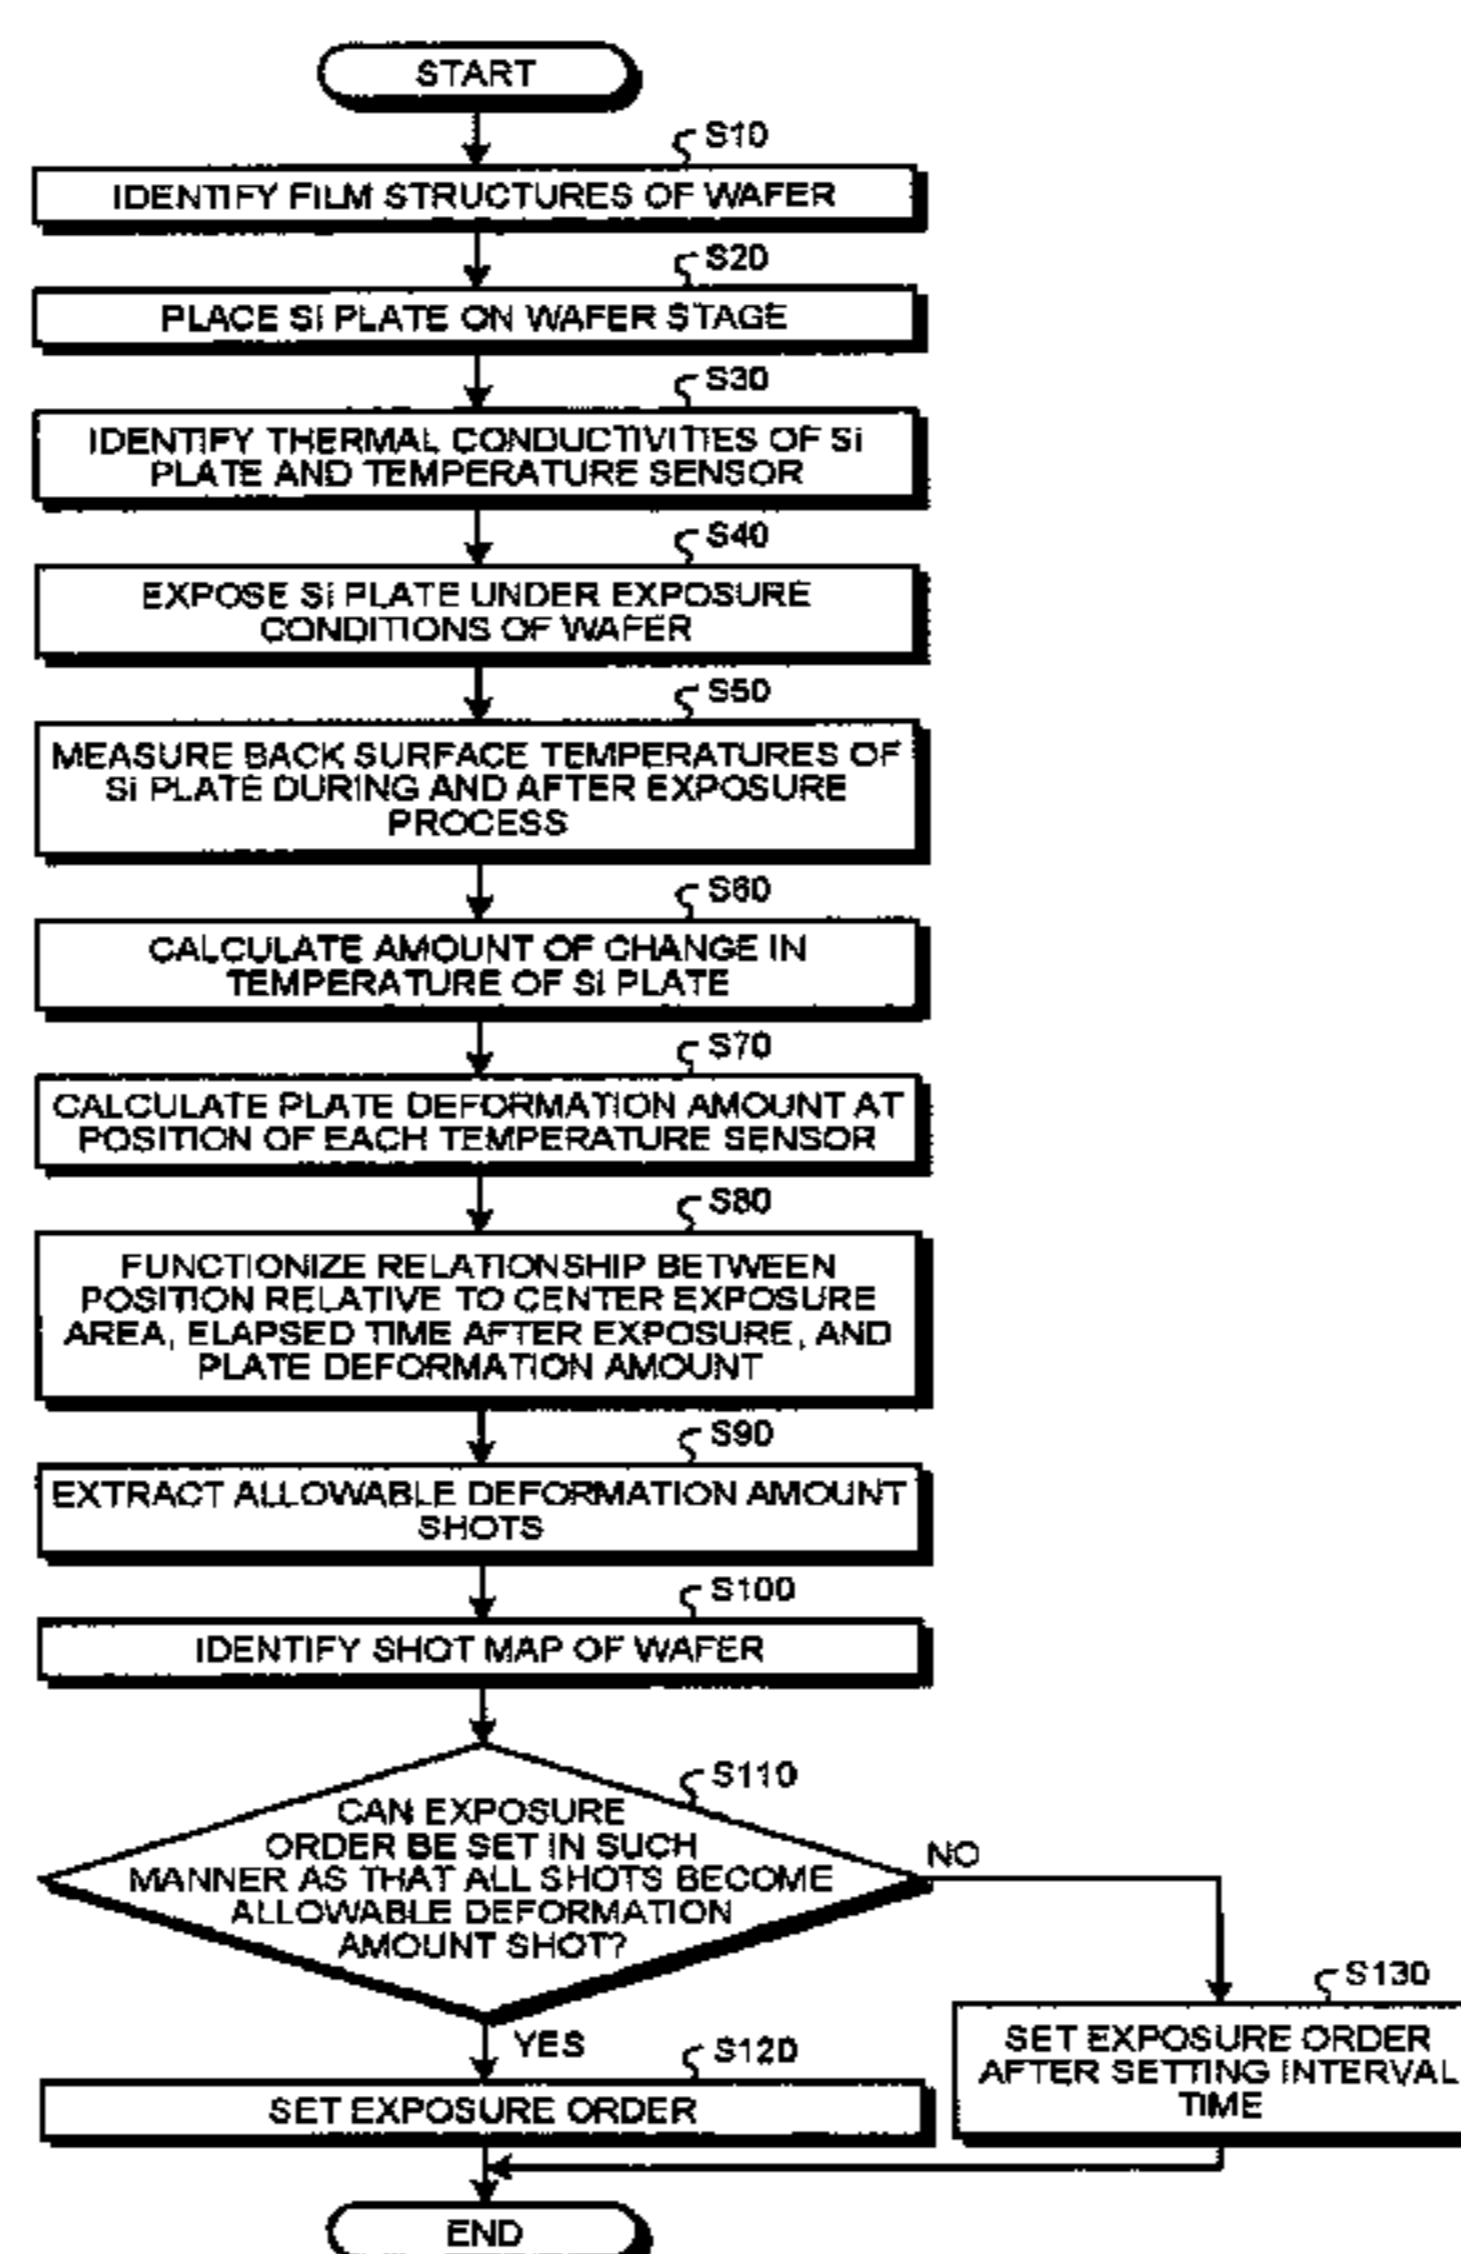 START
S10
IDENTIFY FILM STRUCTURES OF WAFER
S20
PLACE Si PLATE ON WAFER STAGE
S30
IDENTIFY THERMAL CONDUCTIVITIES OF Si
PLATE AND TEMPERATURE SENSOR
S40
EXPOSE Si PLATE UNDER EXPOSURE
CONDITIONS OF WAFER
S50
MEASURE BACK SURFACE TEMPERATURES OF
Si PLATE DURING AND AFTER EXPOSURE
PROCESS
S60
CALCULATE AMOUNT OF CHANGE IN
TEMPERATURE OF Si PLATE
S70
CALCULATE PLATE DEFORMATION AMOUNT AT
POSITION OF EACH TEMPERATURE SENSOR
S80
FUNCTIONIZE RELATIONSHIP BETWEEN
POSITION RELATIVE TO CENTER EXPOSURE
AREA, ELAPSED TIME AFTER EXPOSURE, AND
PLATE DEFORMATION AMOUNT
S90
EXTRACT ALLOWABLE DEFORMATION AMOUNT
SHOTS
S100
IDENTIFY SHOT MAP OF WAFER
S110
CAN EXPOSURE
ORDER BE SET IN SUCH
MANNER AS THAT ALL SHOTS BECOME
ALLOWABLE DEFORMATION
AMOUNT SHOT?
NO
S130
SET EXPOSURE ORDER
AFTER SETTING INTERVAL
TIME
YES
S120
SET EXPOSURE ORDER
END